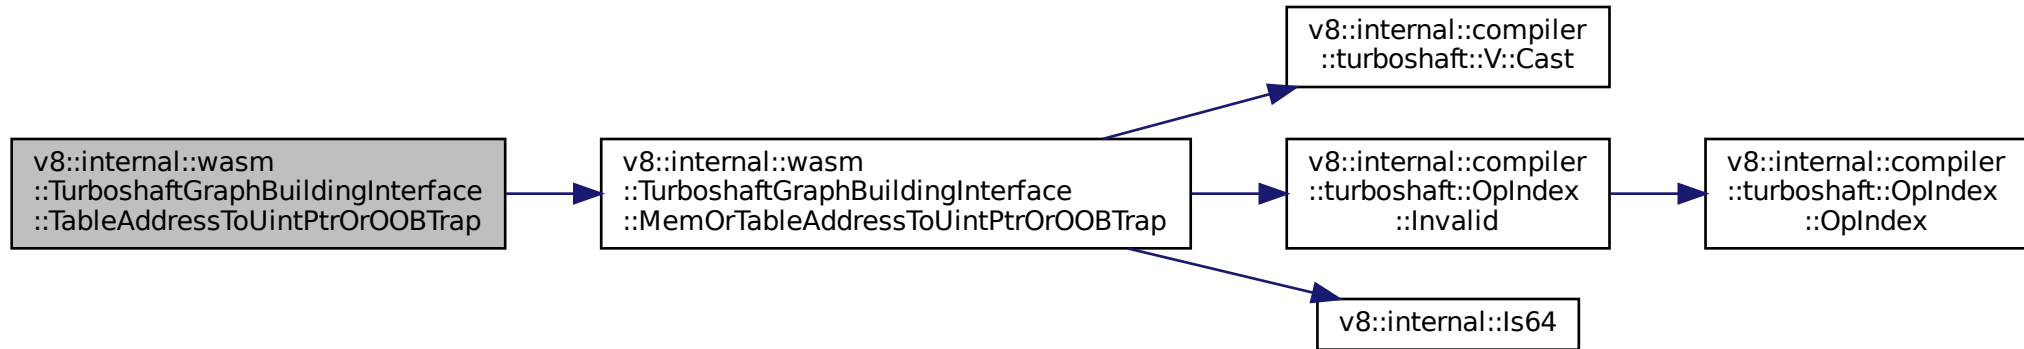 v8::internal::wasm
::TurboshaftGraphBuildingInterface
::TableAddressToUintPtrOrOOBTrap
v8::internal::wasm
::TurboshaftGraphBuildingInterface
::MemOrTableAddressToUintPtrOrOOBTrap
v8::internal::compiler
::turboshaft::V::Cast
v8::internal::compiler
::turboshaft::OpIndex
::Invalid
v8::internal::compiler
::turboshaft::OpIndex
::OpIndex
v8::internal::Is64